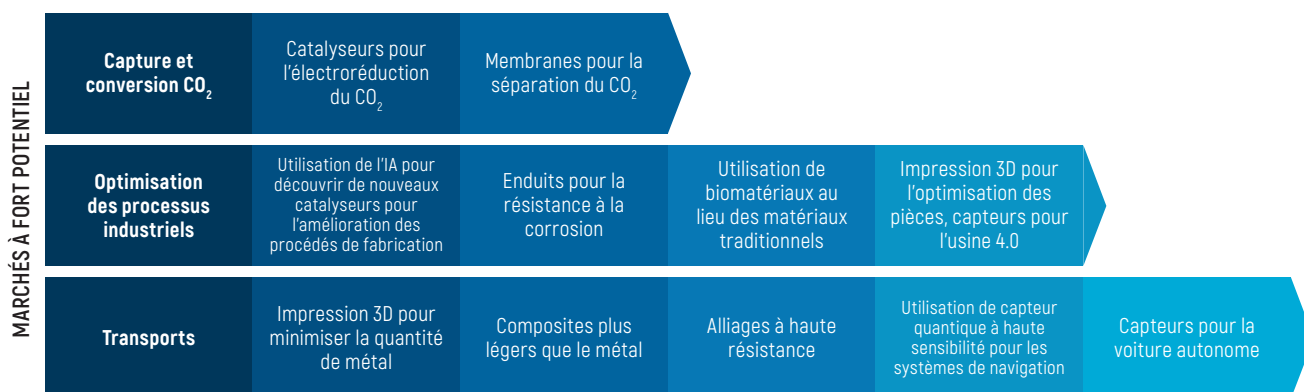 MARCHÉS À FORT POTENTIEL
Capture et
conversion CO₂
Catalyseurs pour
l'électroréduction
du CO₂
Membranes pour la
séparation du CO₂
Optimisation
des processus
industriels
Utilisation de l'IA pour
découvrir de nouveaux
catalyseurs pour
l'amélioration des
procédés de fabrication
Enduits pour la
résistance à la
corrosion
Utilisation de
biomatériaux au
lieu des matériaux
traditionnels
Impression 3D pour
l'optimisation des
pièces, capteurs pour
l'usine 4.0
Transports
Impression 3D pour
minimiser la quantité
de métal
Composites plus
légers que le métal
Alliages à haute
résistance
Utilisation de capteur
quantique à haute
sensibilité pour les
systèmes de navigation
Capteurs pour la
voiture autonome